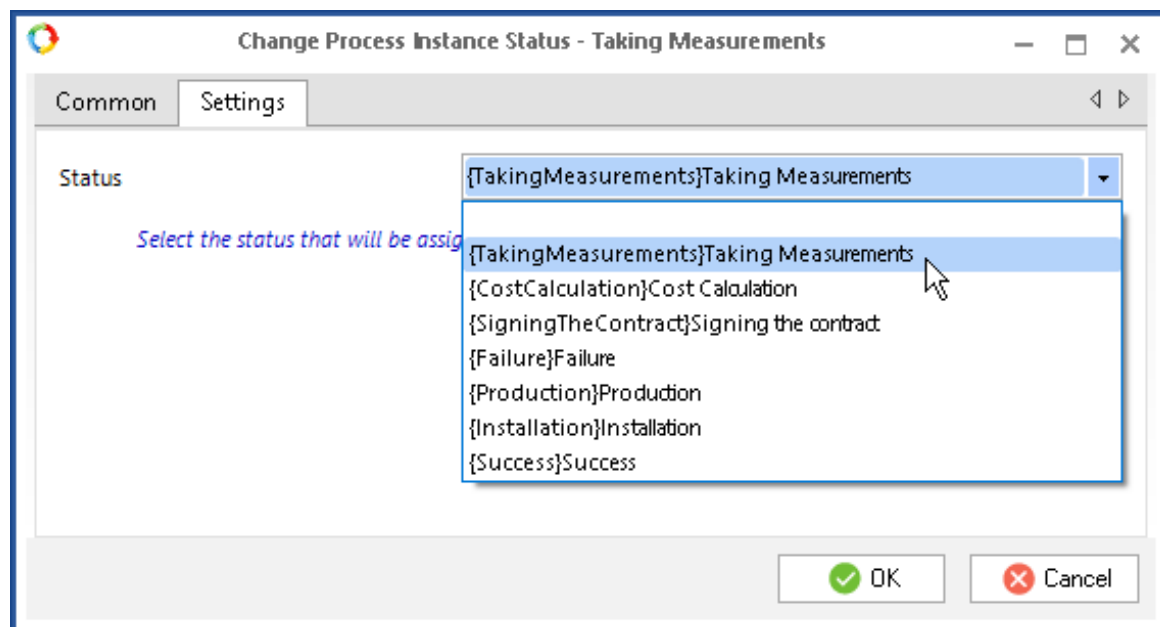 Change Process Instance Status - Taking Measurements
Common Settings
Status {TakingMeasurements}Taking Measurements
Select the status that will be assig
{TakingMeasurements}Taking Measurements
{CostCalculation}Cost Calculation
{SigningTheContract}Signing the contract
{Failure}Failure
{Production}Production
{Installation}Installation
{Success}Success
OK Cancel